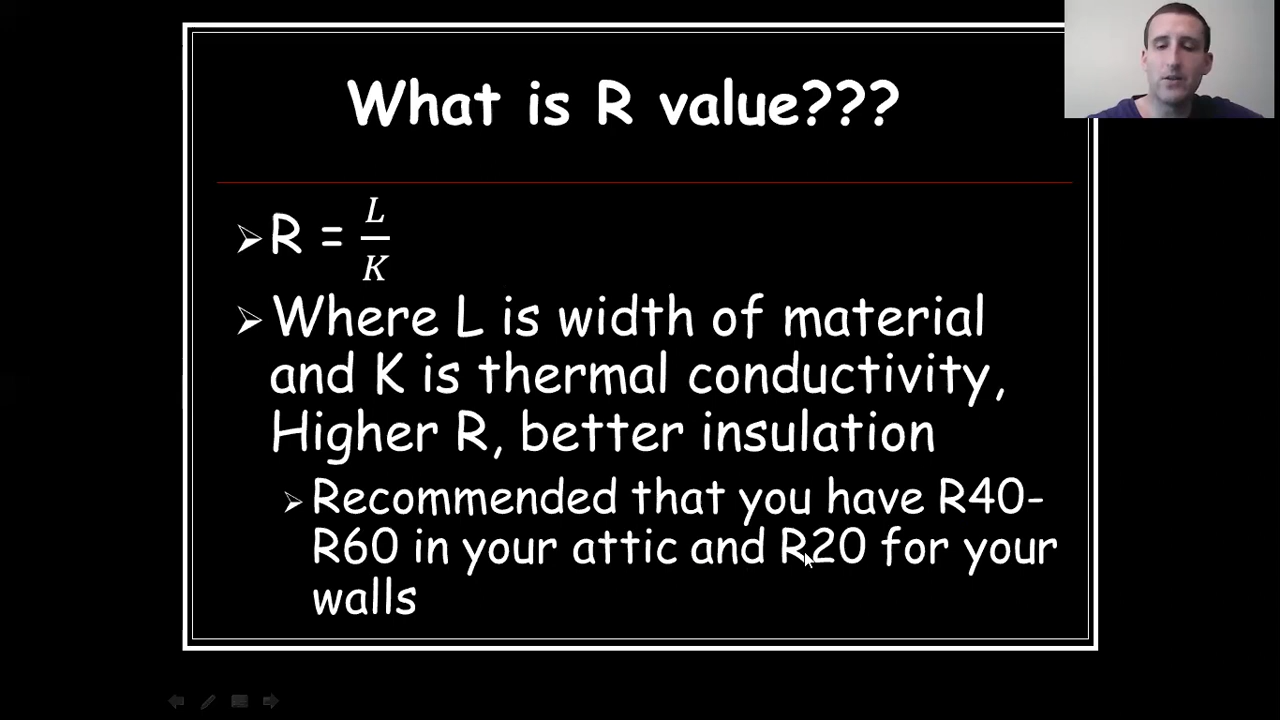 What is R value???
R = L/K
Where L is width of material
and K is thermal conductivity,
Higher R, better insulation
Recommended that you have R40-
R60 in your attic and R20 for your
walls